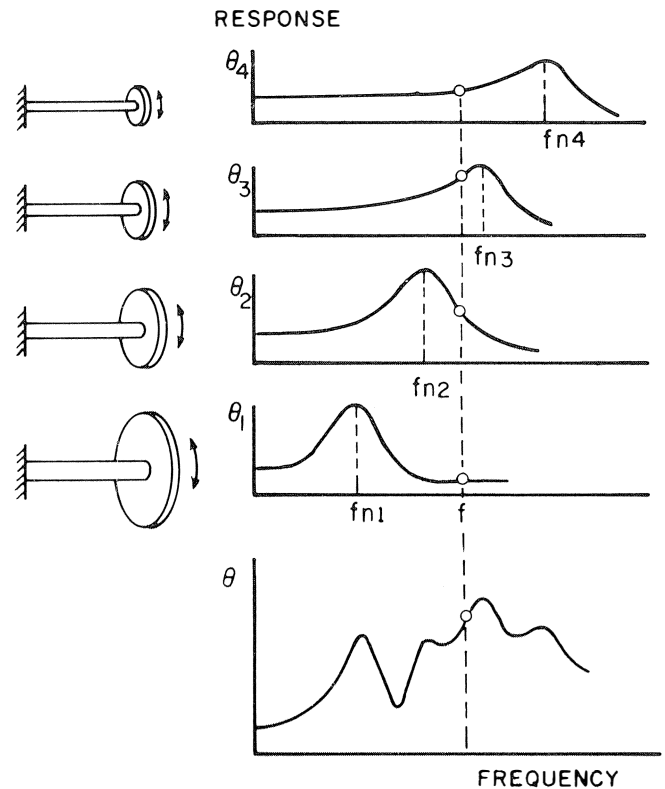 RESPONSE
θ4
fn4
θ3
fn3
θ2
fn2
θ1
fn1 f
θ
FREQUENCY